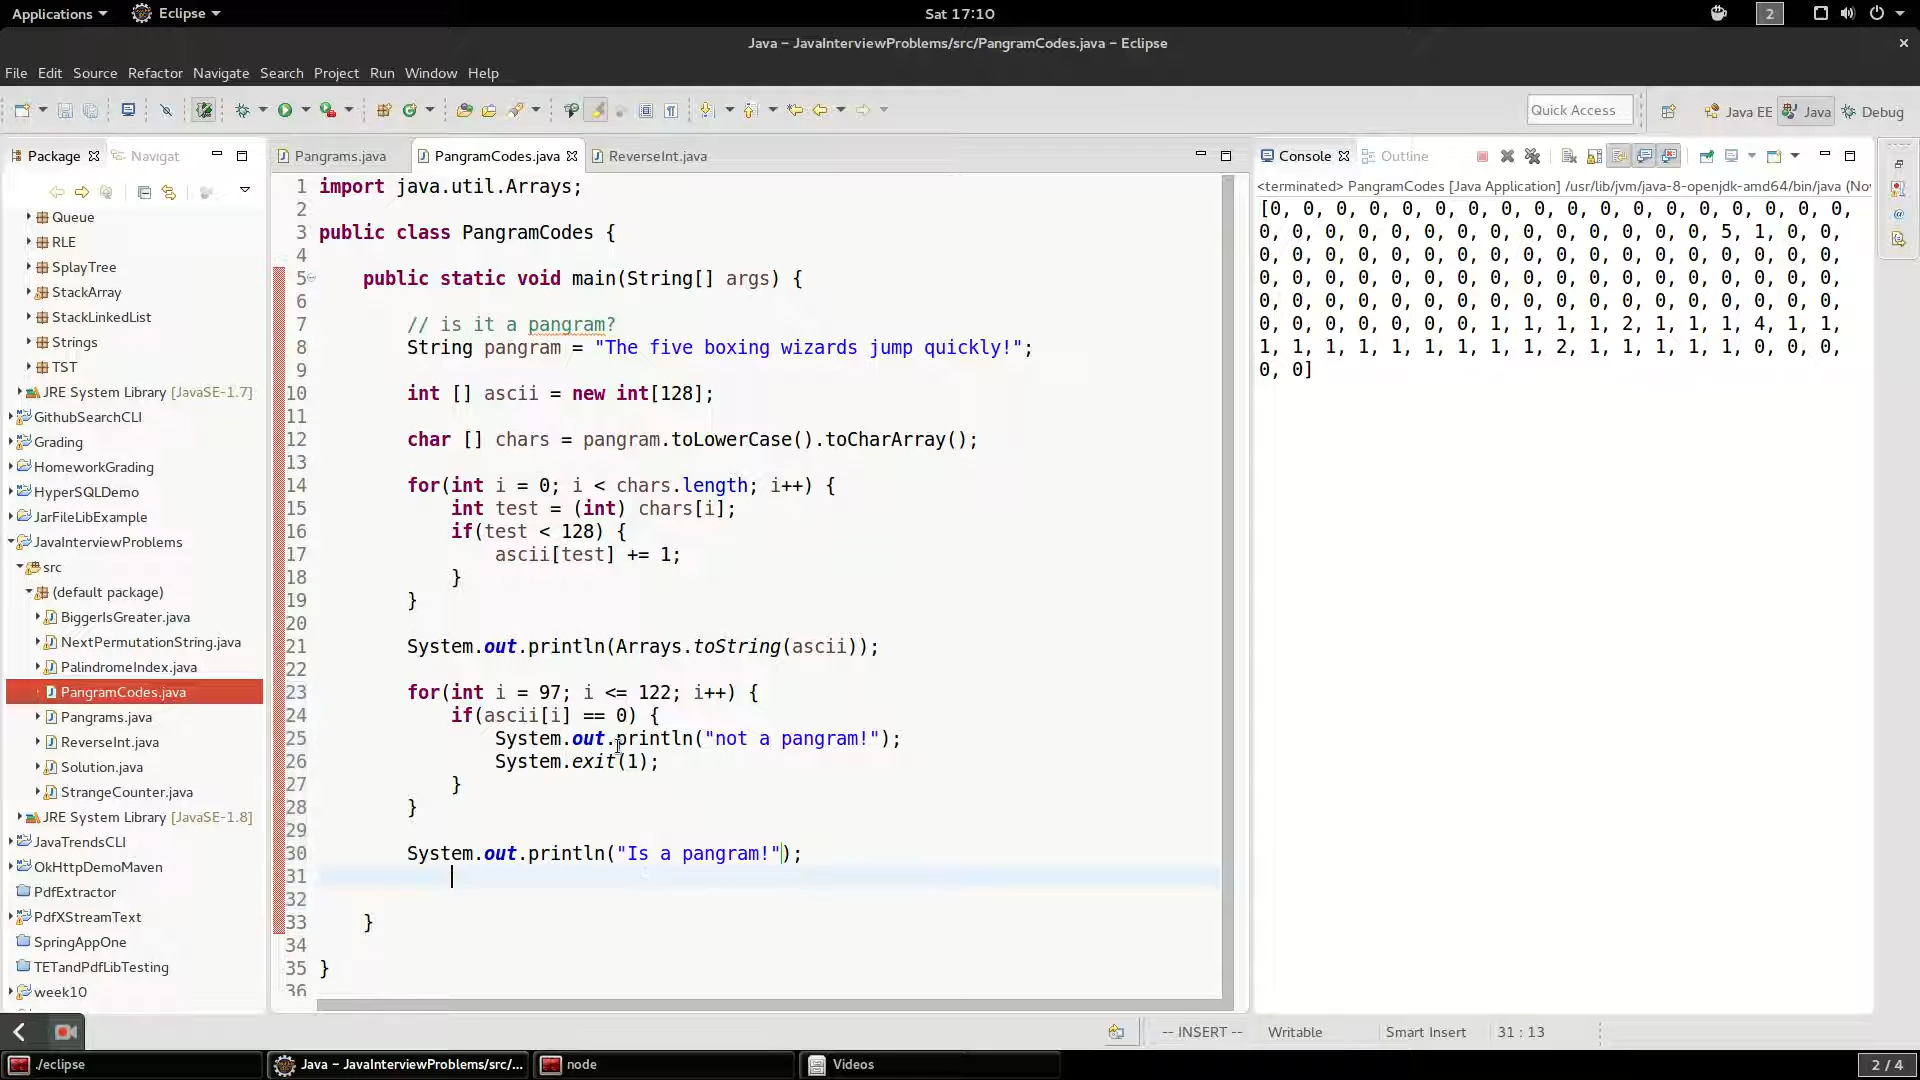 Applications
Eclipse
Sat 17:10
2
Java – JavaInterviewProblems/src/PangramCodes.java – Eclipse
File Edit Source Refactor Navigate Search Project Run Window Help
Quick Access
Java EE
Java
Debug
Package
Navigat
Pangrams.java
PangramCodes.java
ReverseInt.java
Console
Outline
Queue
RLE
SplayTree
StackArray
StackLinkedList
Strings
TST
JRE System Library [JavaSE-1.7]
GithubSearchCLI
Grading
HomeworkGrading
HyperSQLDemo
JarFileLibExample
JavaInterviewProblems
src
(default package)
BiggerIsGreater.java
NextPermutationString.java
PalindromeIndex.java
PangramCodes.java
Pangrams.java
ReverseInt.java
Solution.java
StrangeCounter.java
JRE System Library [JavaSE-1.8]
JavaTrendsCLI
OkHttpDemoMaven
PdfExtractor
PdfXStreamText
SpringAppOne
TETandPdfLibTesting
week10
1 import java.util.Arrays;
2
3 public class PangramCodes {
4
5 public static void main(String[] args) {
6
7 // is it a pangram?
8 String pangram = "The five boxing wizards jump quickly!";
9
10 int [] ascii = new int[128];
11
12 char [] chars = pangram.toLowerCase().toCharArray();
13
14 for(int i = 0; i < chars.length; i++) {
15 int test = (int) chars[i];
16 if(test < 128) {
17 ascii[test] += 1;
18 }
19 }
20
21 System.out.println(Arrays.toString(ascii));
22
23 for(int i = 97; i <= 122; i++) {
24 if(ascii[i] == 0) {
25 System.out.println("not a pangram!");
26 System.exit(1);
27 }
28 }
29
30 System.out.println("Is a pangram!");
31
32
33 }
34
35 }
36
<terminated> PangramCodes [Java Application] /usr/lib/jvm/java-8-openjdk-amd64/bin/java (Nov
[0, 0, 0, 0, 0, 0, 0, 0, 0, 0, 0, 0, 0, 0, 0, 0, 0, 0,
0, 0, 0, 0, 0, 0, 0, 0, 0, 0, 0, 0, 0, 0, 5, 1, 0, 0,
0, 0, 0, 0, 0, 0, 0, 0, 0, 0, 0, 0, 0, 0, 0, 0, 0, 0,
0, 0, 0, 0, 0, 0, 0, 0, 0, 0, 0, 0, 0, 0, 0, 0, 0, 0,
0, 0, 0, 0, 0, 0, 0, 0, 0, 0, 0, 0, 0, 0, 0, 0, 0, 0,
0, 0, 0, 0, 0, 0, 0, 1, 1, 1, 1, 2, 1, 1, 1, 4, 1, 1,
1, 1, 1, 1, 1, 1, 1, 1, 1, 2, 1, 1, 1, 1, 1, 0, 0, 0,
0, 0]
-- INSERT --
Writable
Smart Insert
31 : 13
./eclipse
Java – JavaInterviewProblems/src/...
node
Videos
2 / 4